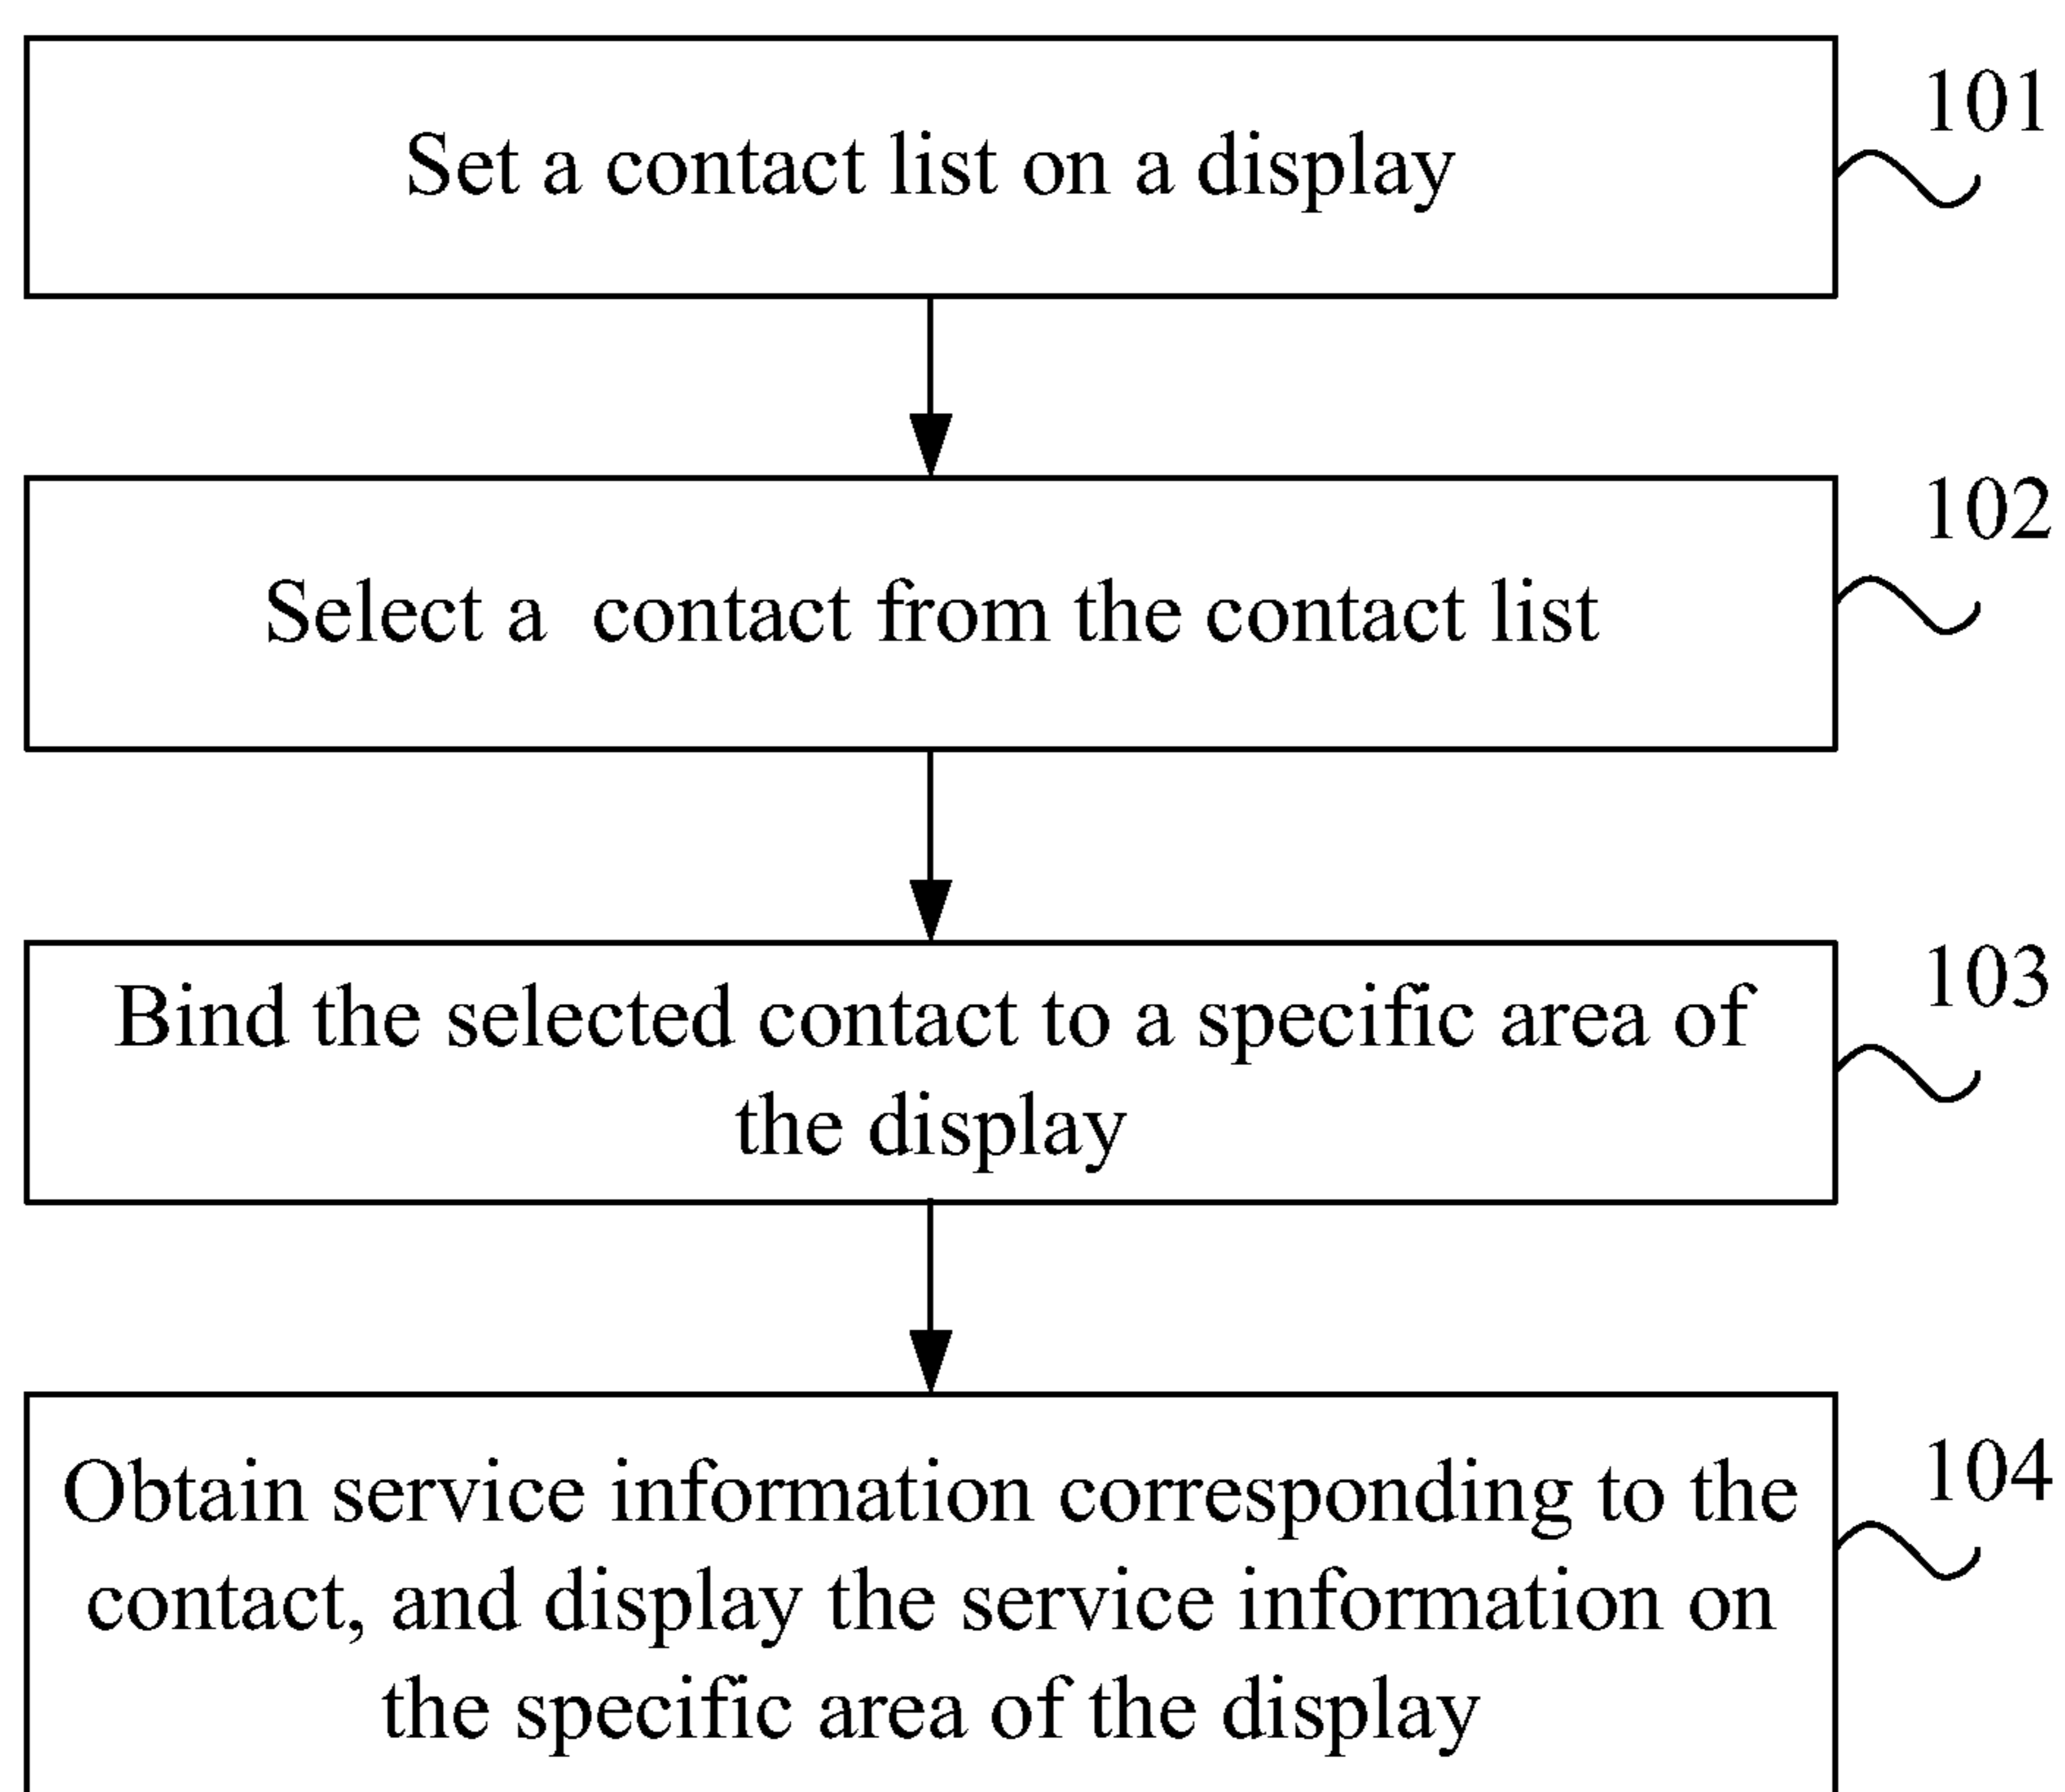 101
Set a contact list on a display
102
Select a contact from the contact list
103
Bind the selected contact to a specific area of
the display
104
Obtain service information corresponding to the
contact, and display the service information on
the specific area of the display